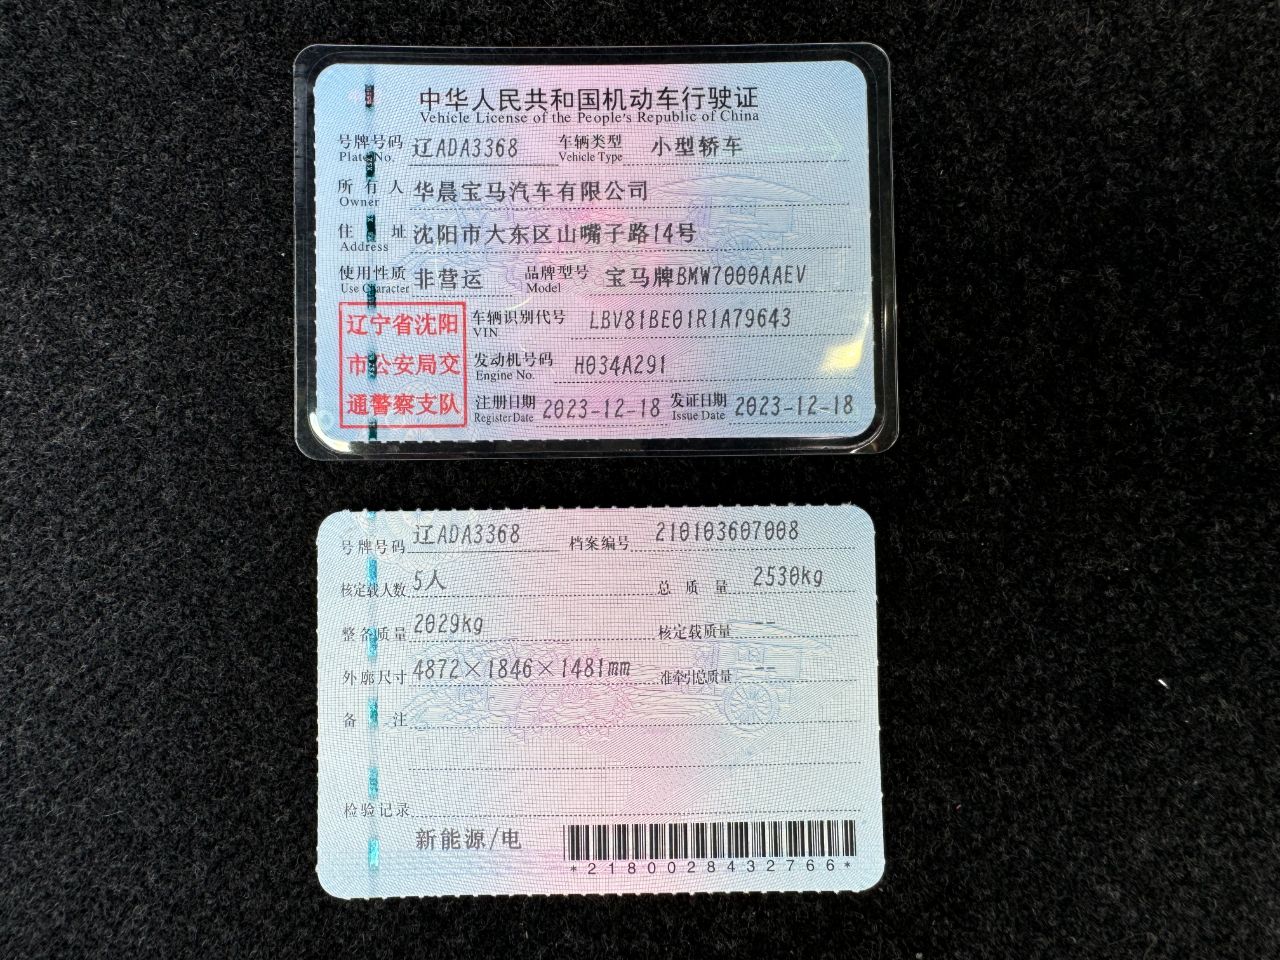 中华人民共和国机动车行驶证
Vehicle License of the People's Republic of China
号牌号码 辽ADA3368 车辆类型 小型轿车
Plate No. Vehicle Type
所有人 华晨宝马汽车有限公司
Owner
住址 沈阳市大东区山嘴子路14号
Address
使用性质 非营运 品牌型号 宝马牌BMW7000AAEV
Use Character Model
辽宁省沈阳 车辆识别代号 LBV81BE01R1A79643
VIN
市公安局交 发动机号码 H034A291
Engine No.
通警察支队 注册日期 2023-12-18 发证日期 2023-12-18
Register Date Issue Date
号牌号码 辽ADA3368 档案编号 210103607008
核定载人数 5人 总质量 2530kg
整备质量 2029kg 核定载质量 --
外廓尺寸 4872×1846×1481mm 准牵引总质量 --
备注
检验记录
新能源/电
*2180028432766*